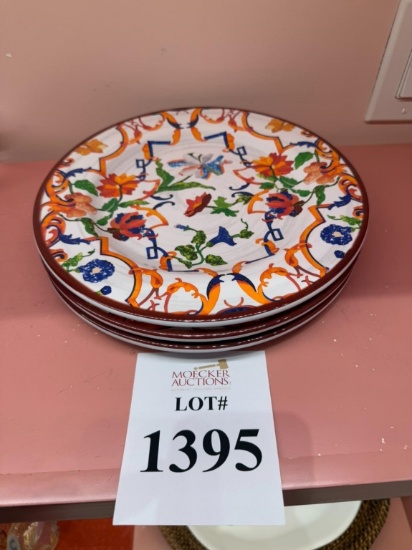 MOECKER
AUCTIONS
LOT#
1395